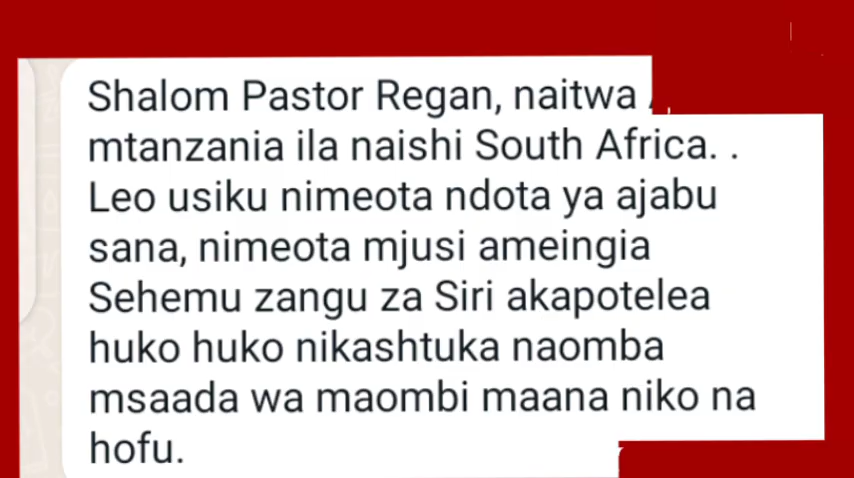 Shalom Pastor Regan, naitwa
mtanzania ila naishi South Africa. .
Leo usiku nimeota ndota ya ajabu
sana, nimeota mjusi ameingia
Sehemu zangu za Siri akapotelea
huko huko nikashtuka naomba
msaada wa maombi maana niko na
hofu.